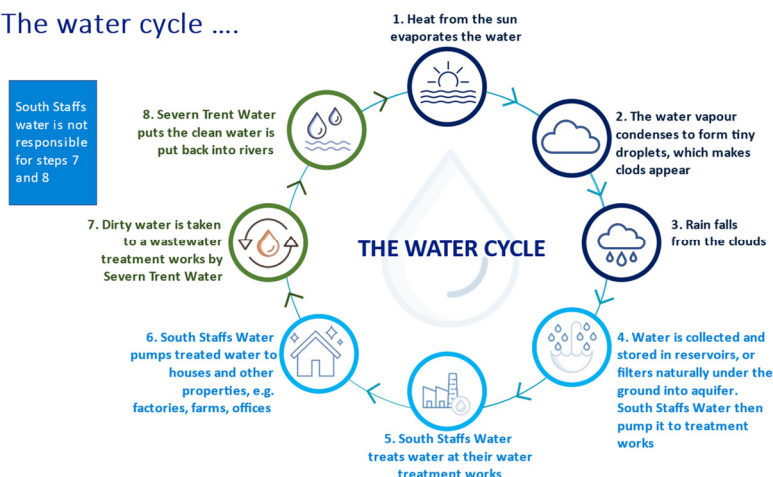 The water cycle ....
South Staffs
water is not
responsible
for steps 7
and 8
1. Heat from the sun
evaporates the water
2. The water vapour
condenses to form tiny
droplets, which makes
clods appear
3. Rain falls
from the clouds
4. Water is collected and
stored in reservoirs, or
filters naturally under the
ground into aquifer.
South Staffs Water then
pump it to treatment
works
5. South Staffs Water
treats water at their water
treatment works
6. South Staffs Water
pumps treated water to
houses and other
properties, e.g.
factories, farms, offices
7. Dirty water is taken
to a wastewater
treatment works by
Severn Trent Water
8. Severn Trent Water
puts the clean water is
put back into rivers
THE WATER CYCLE